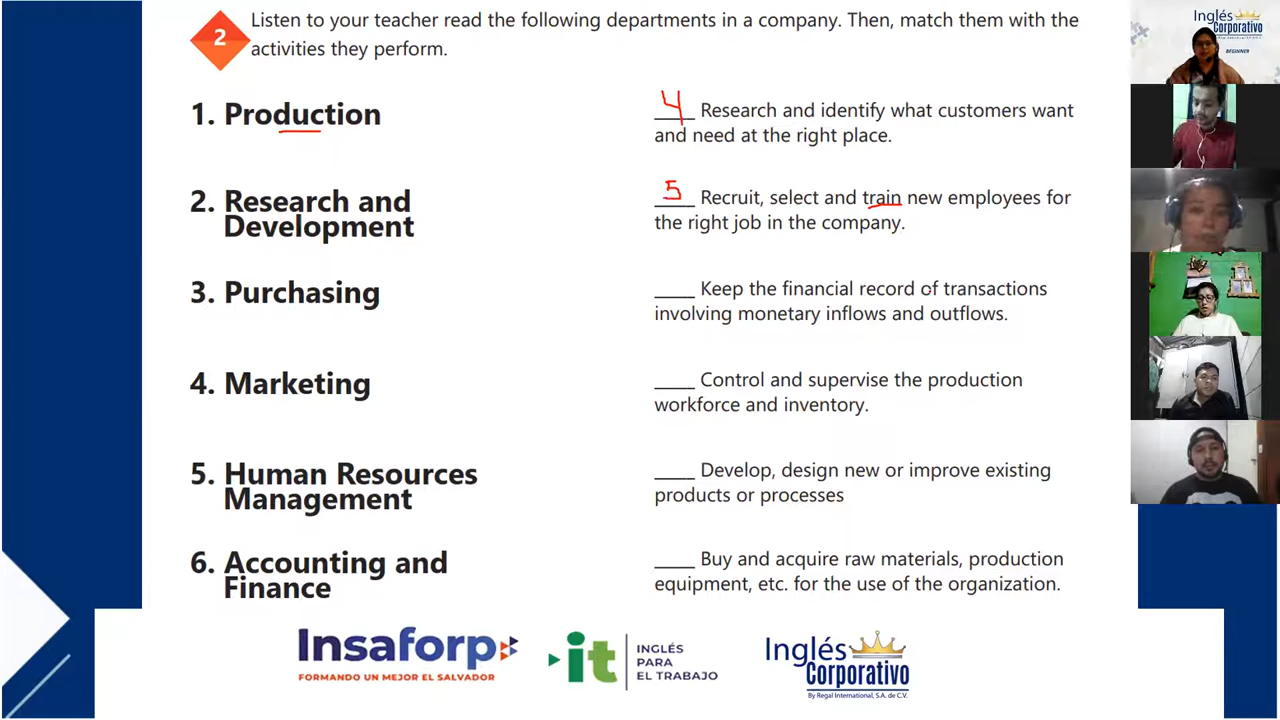 2
Listen to your teacher read the following departments in a company. Then, match them with the
activities they perform.
1. Production
2. Research and
Development
3. Purchasing
4. Marketing
5. Human Resources
Management
6. Accounting and
Finance
4 Research and identify what customers want
and need at the right place.
5 Recruit, select and train new employees for
the right job in the company.
____ Keep the financial record of transactions
involving monetary inflows and outflows.
____ Control and supervise the production
workforce and inventory.
____ Develop, design new or improve existing
products or processes
____ Buy and acquire raw materials, production
equipment, etc. for the use of the organization.
Insaforp
FORMANDO UN MEJOR EL SALVADOR
it
INGLÉS
PARA
EL TRABAJO
Inglés
Corporativo
By Regal International, S.A. de C.V.
Inglés
Corporativo
BEGINNER